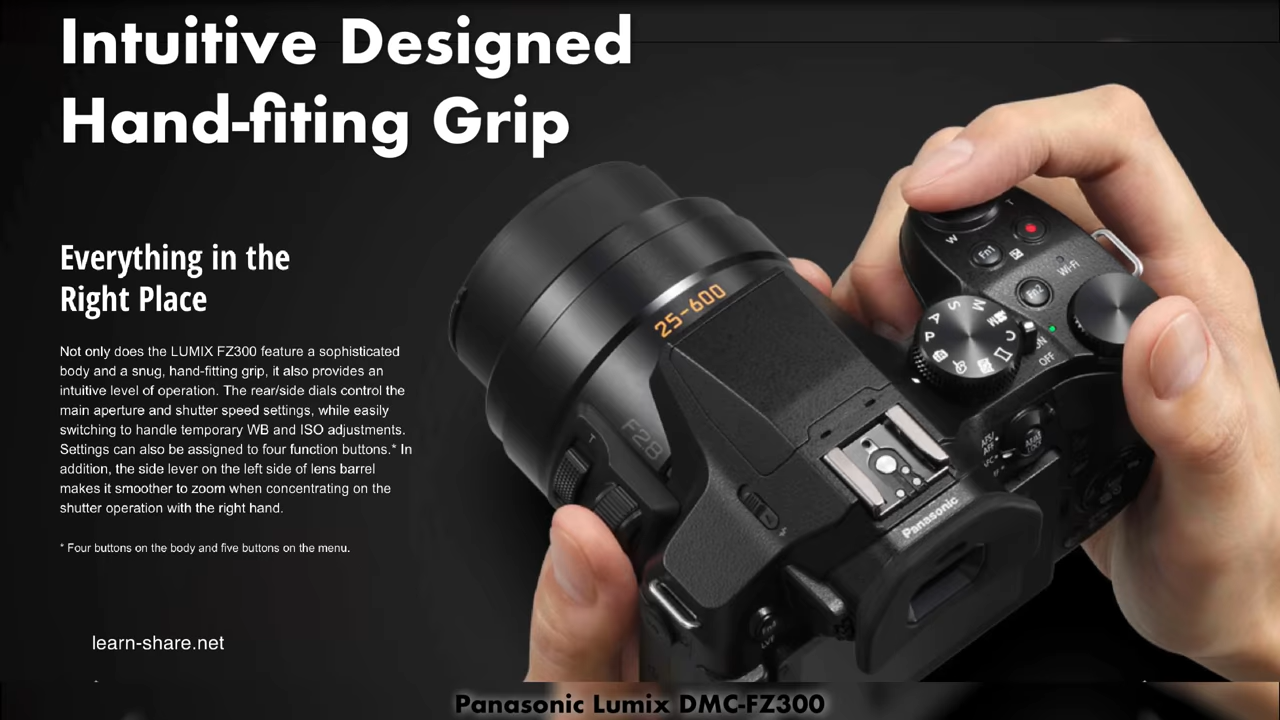 Intuitive Designed
Hand-fiting Grip
Everything in the
Right Place
Not only does the LUMIX FZ300 feature a sophisticated
body and a snug, hand-fitting grip, it also provides an
intuitive level of operation. The rear/side dials control the
main aperture and shutter speed settings, while easily
switching to handle temporary WB and ISO adjustments.
Settings can also be assigned to four function buttons.* In
addition, the side lever on the left side of lens barrel
makes it smoother to zoom when concentrating on the
shutter operation with the right hand.
* Four buttons on the body and five buttons on the menu.
learn-share.net
25-600
F2.8
T
W
T
Fn1
Wi-Fi
Fn2
M
S
A
P
C
ON
OFF
Panasonic
Panasonic Lumix DMC-FZ300